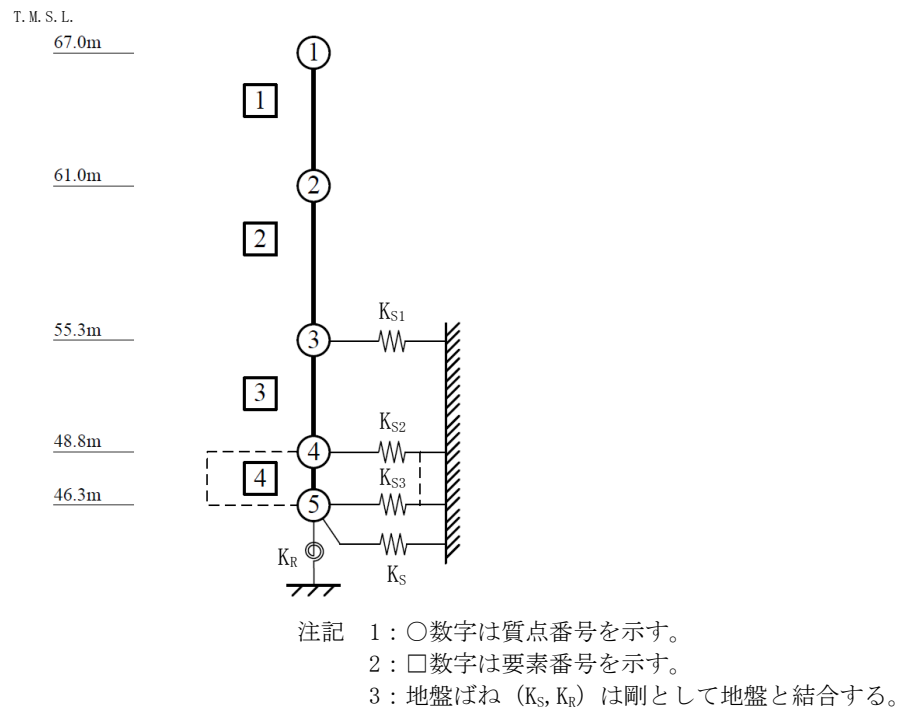 T.M.S.L.
67.0m
①
1
61.0m
②
2
K_S1
55.3m
③
3
K_S2
48.8m
④
K_S3
4
46.3m
⑤
K_R
K_S
注記 1：○数字は質点番号を示す。
2：□数字は要素番号を示す。
3：地盤ばね（K_S,K_R）は剛として地盤と結合する。